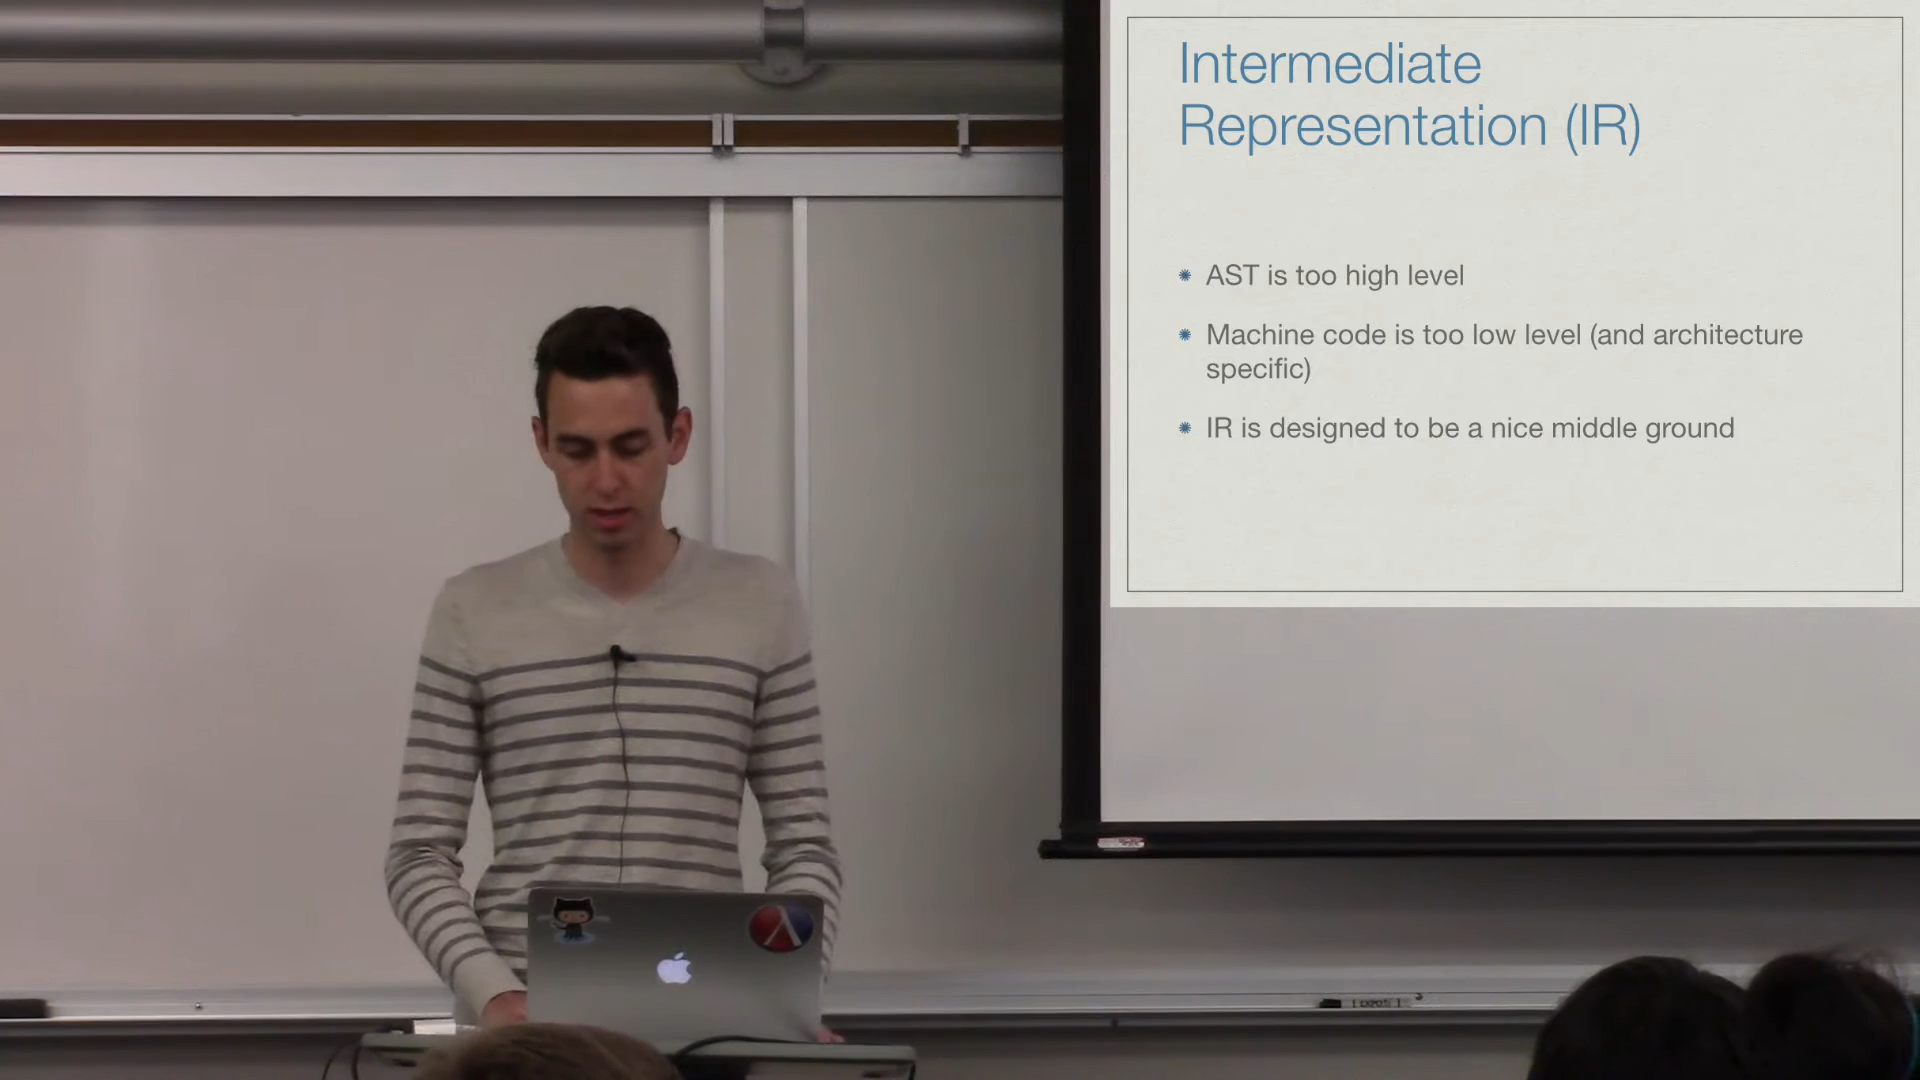 Intermediate
Representation (IR)
AST is too high level
Machine code is too low level (and architecture
specific)
IR is designed to be a nice middle ground
EXPO